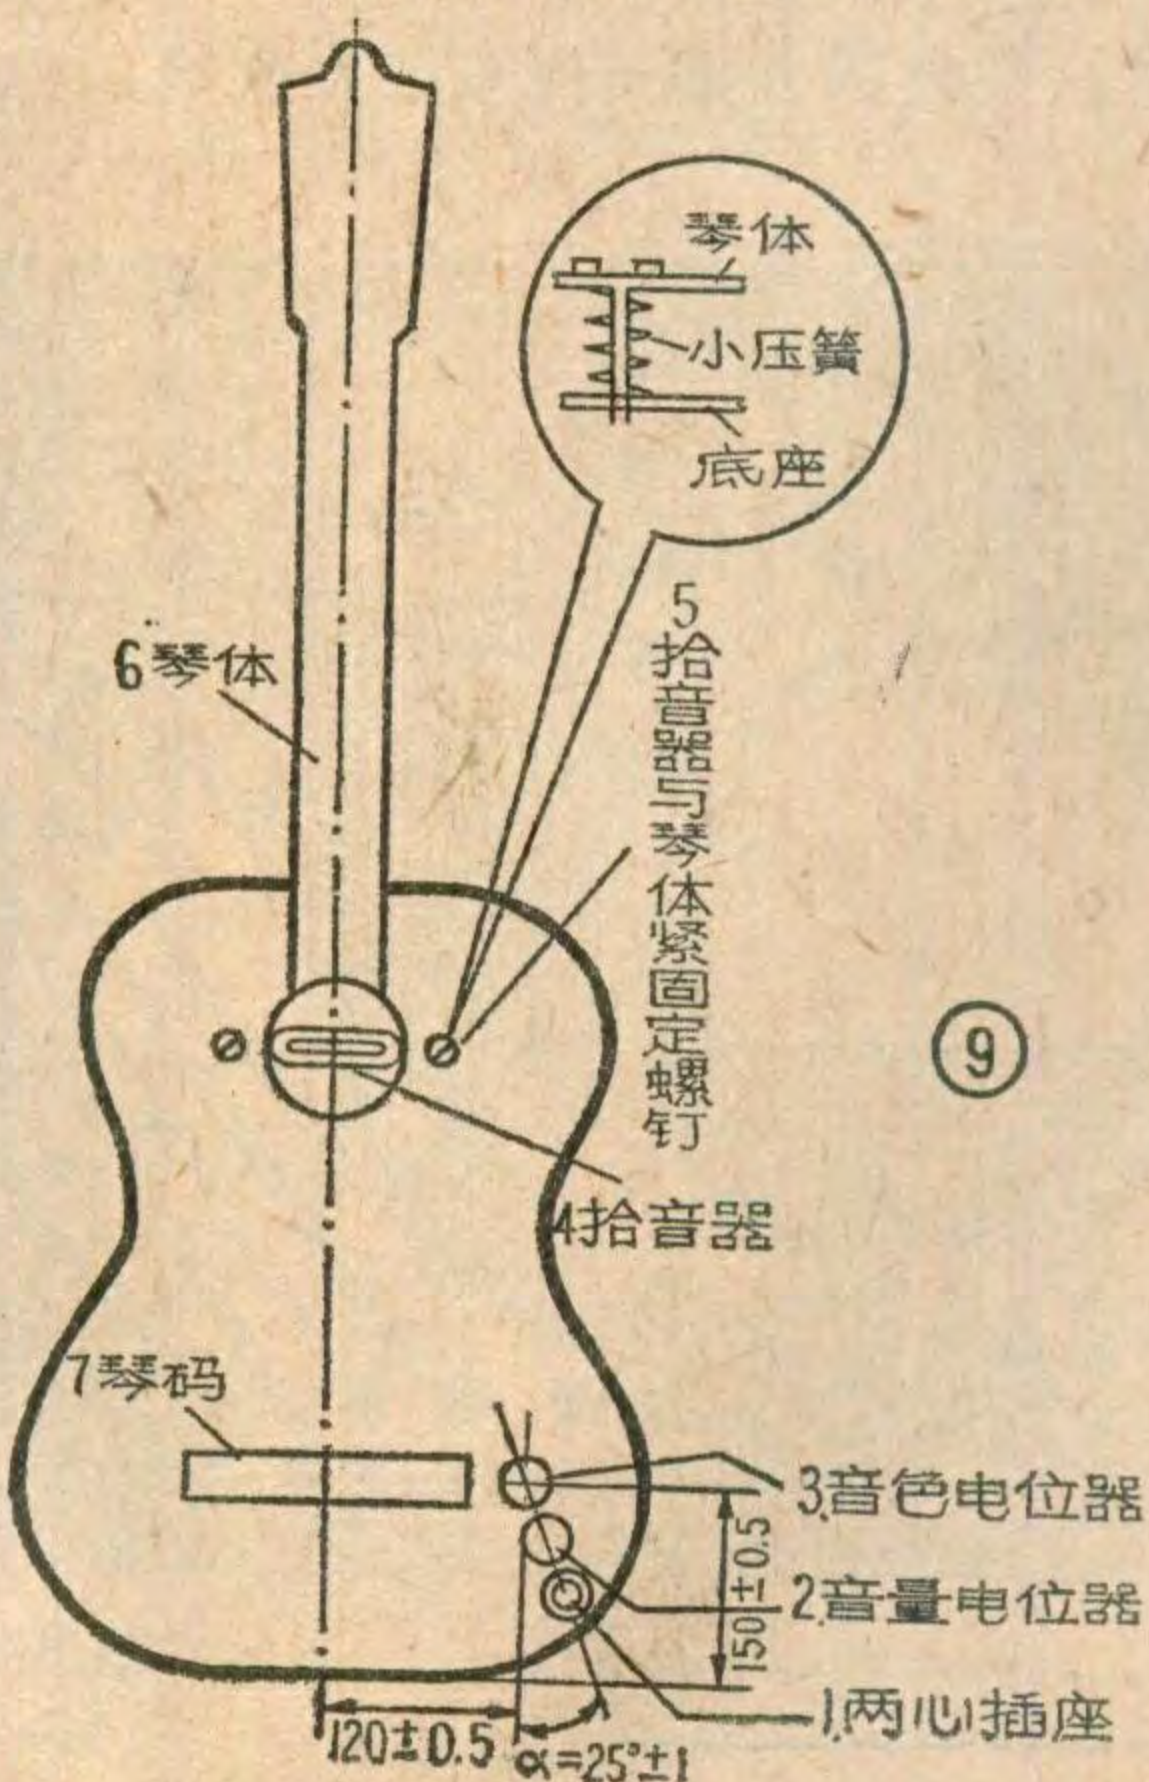 琴体
小压簧
底座
5
拾音器与琴体紧固定螺钉
6琴体
⑨
4拾音器
7琴码
3.音色电位器
150±0.5
2.音量电位器
1.两心插座
120±0.5
α=25°±1